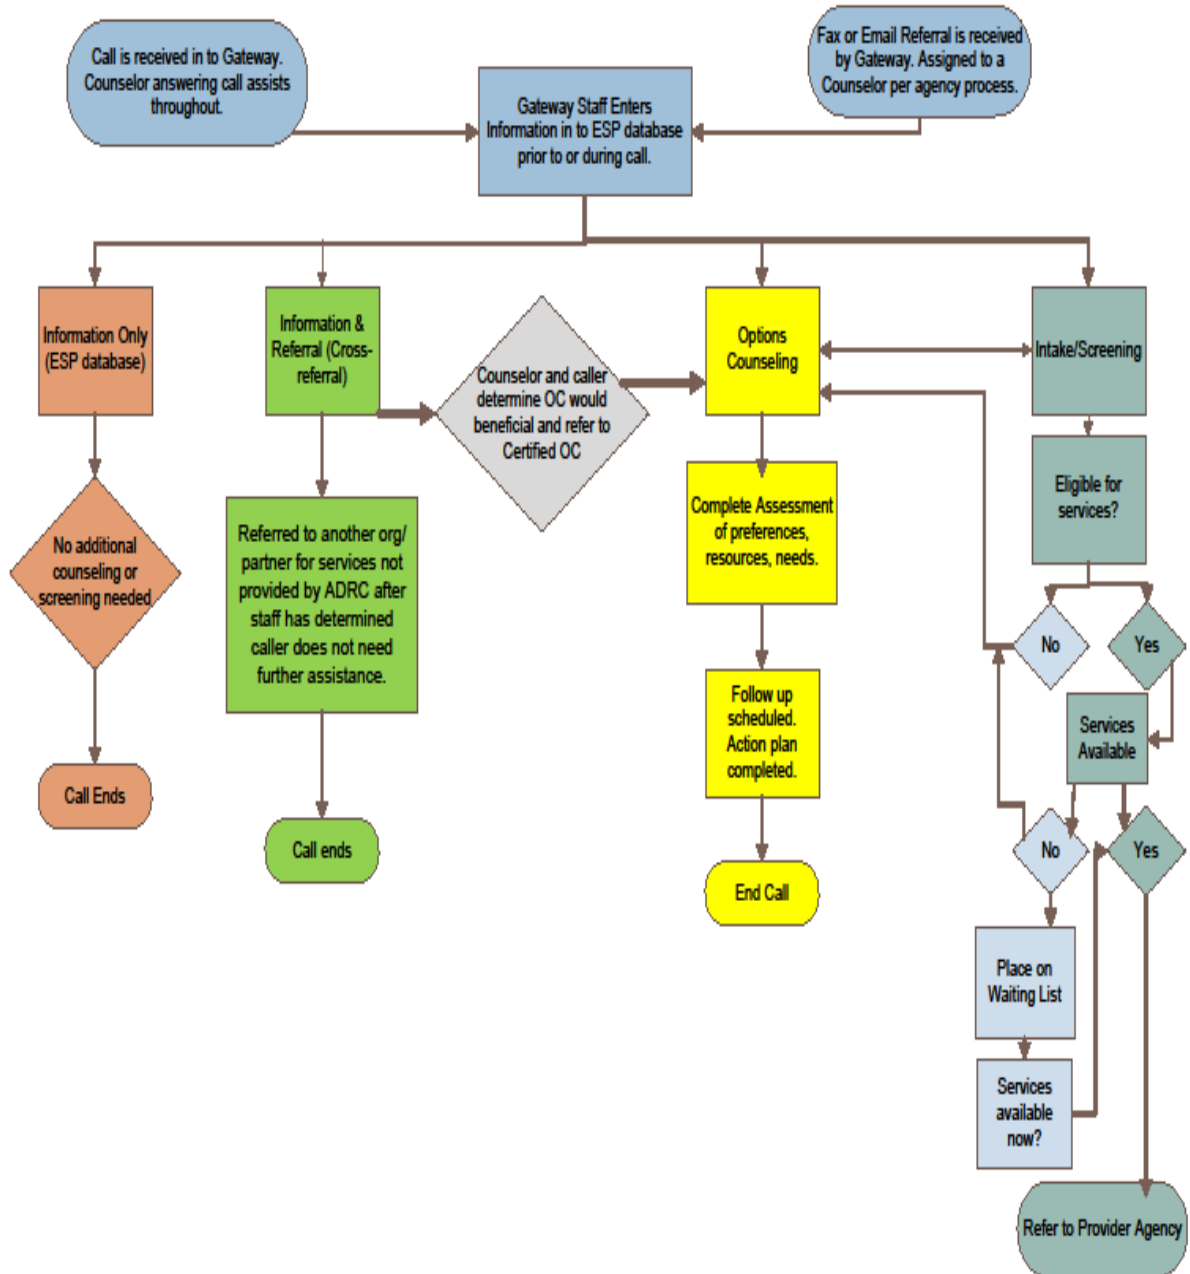 Call is received in to Gateway.
Counselor answering call assists
throughout.
Fax or Email Referral is received
by Gateway. Assigned to a
Counselor per agency process.
Gateway Staff Enters
Information in to ESP database
prior to or during call.
Information Only
(ESP database)
Information &
Referral (Cross-
referral)
Counselor and caller
determine OC would
beneficial and refer to
Certified OC
Options
Counseling
Intake/Screening
No additional
counseling or
screening needed
Referred to another org/
partner for services not
provided by ADRC after
staff has determined
caller does not need
further assistance.
Complete Assessment
of preferences,
resources, needs.
Eligible for
services?
No
Yes
Follow up
scheduled.
Action plan
completed.
Services
Available
Call Ends
Call ends
End Call
No
Yes
Place on
Waiting List
Services
available
now?
Refer to Provider Agency